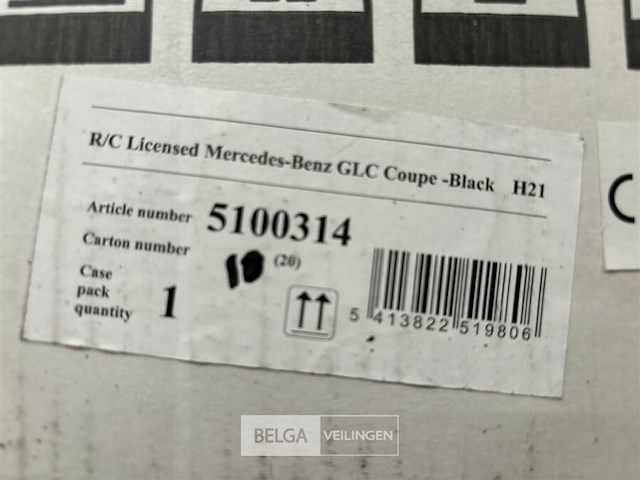 R/C Licensed Mercedes-Benz GLC Coupe -Black H21
Article number 5100314
Carton number (20)
Case
pack
quantity 1
5 413822 519806
BELGA VEILINGEN